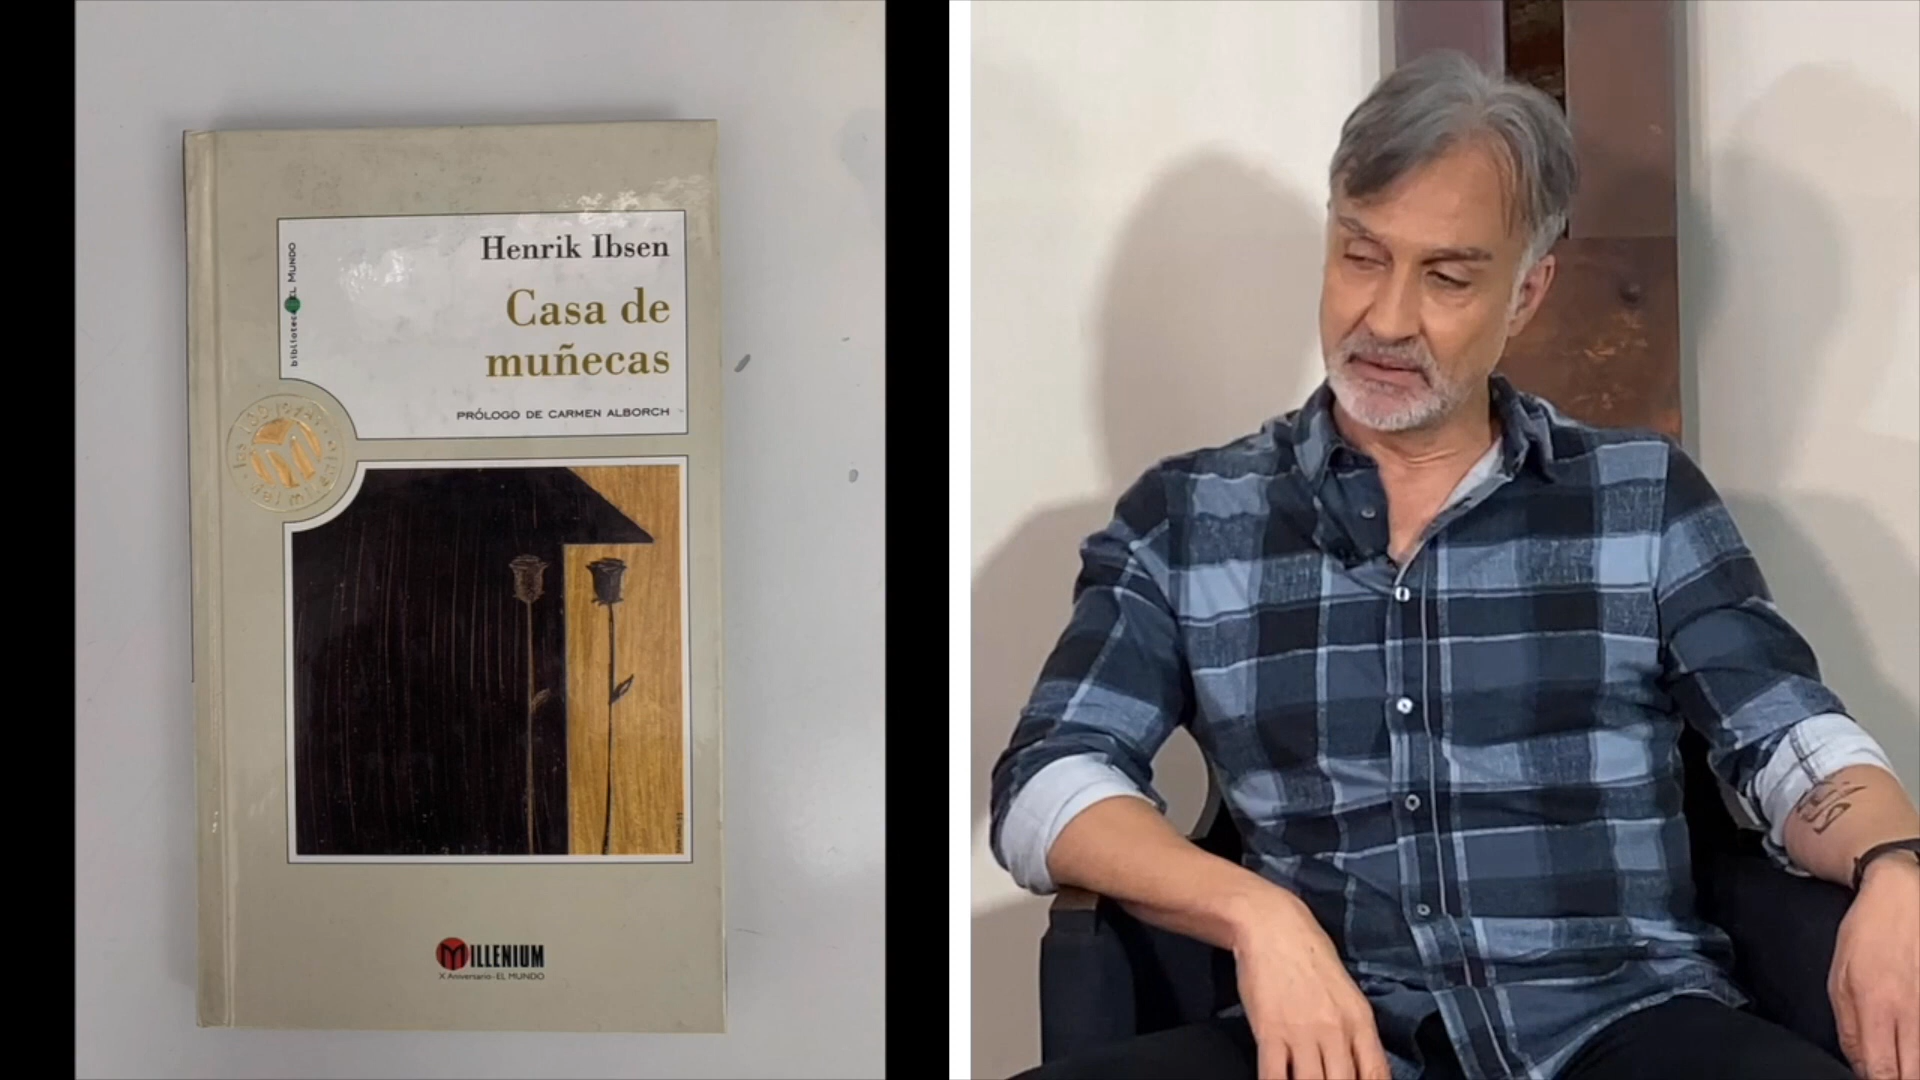 Henrik Ibsen
Casa de
muñecas
PRÓLOGO DE CARMEN ALBORCH
biblioteca EL MUNDO
MILLENIUM
X Aniversario - EL MUNDO